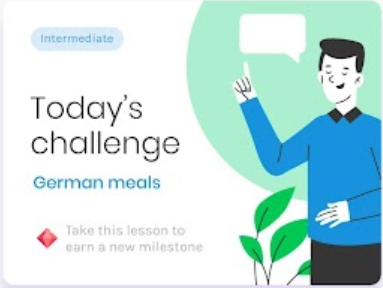 Intermediate
Today's
challenge
German meals
Take this lesson to
earn a new milestone